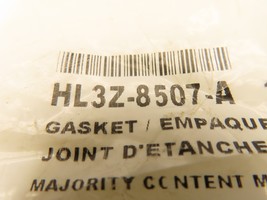 HL3Z-8507-A
GASKET / EMPAQUE
JOINT D'ETANCHE
MAJORITY CONTENT M